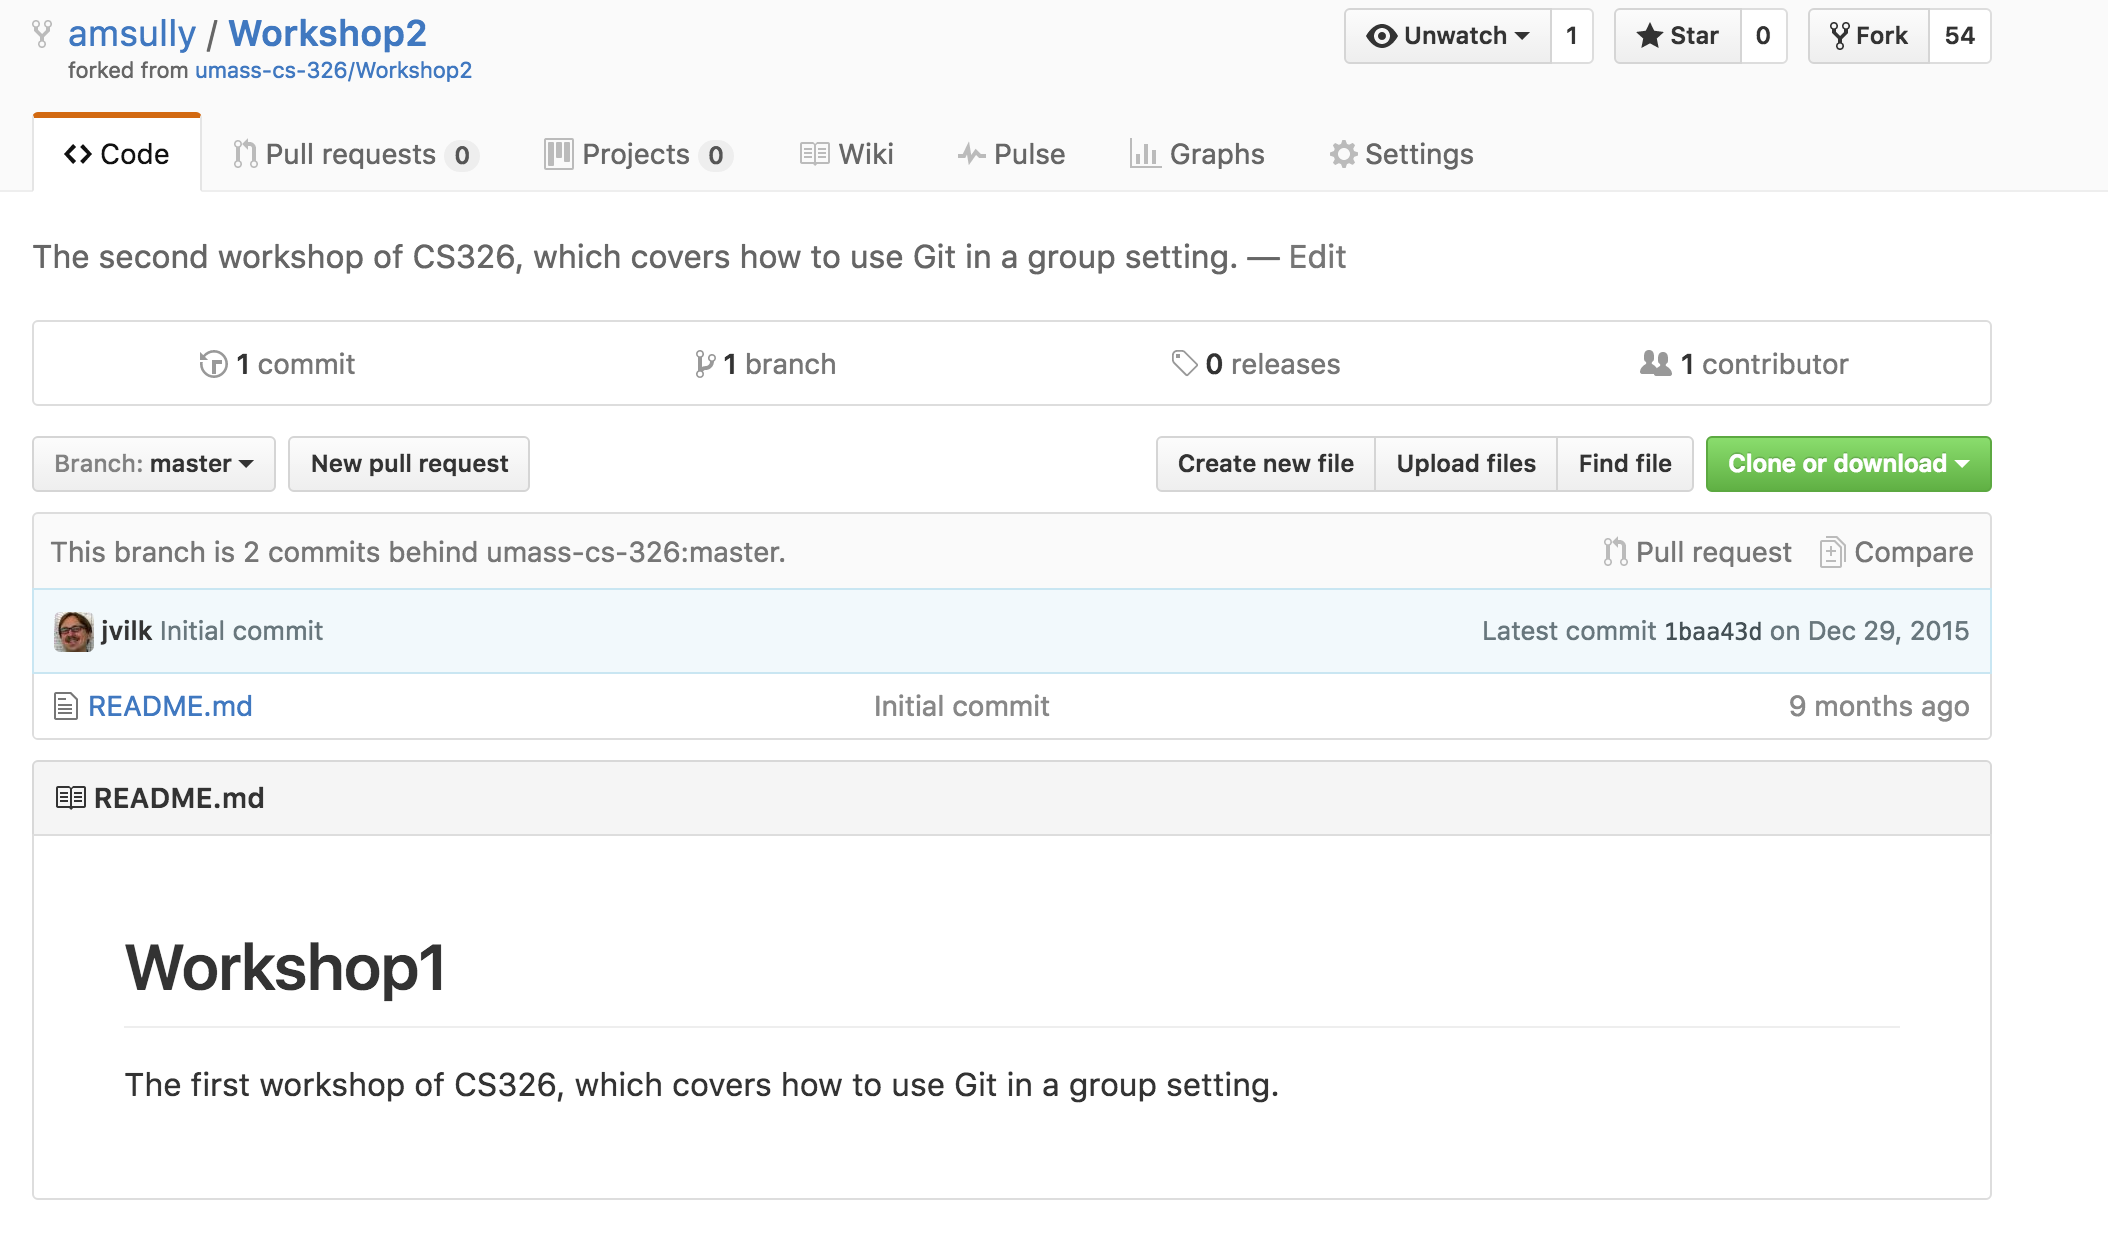 amsully / Workshop2
Unwatch 1 Star 0 Fork 54
forked from umass-cs-326/Workshop2
Code Pull requests 0 Projects 0 Wiki Pulse Graphs Settings
The second workshop of CS326, which covers how to use Git in a group setting. — Edit
1 commit 1 branch 0 releases 1 contributor
Branch: master New pull request Create new file Upload files Find file Clone or download
This branch is 2 commits behind umass-cs-326:master. Pull request Compare
jvilk Initial commit Latest commit 1baa43d on Dec 29, 2015
README.md Initial commit 9 months ago
README.md
Workshop1
The first workshop of CS326, which covers how to use Git in a group setting.